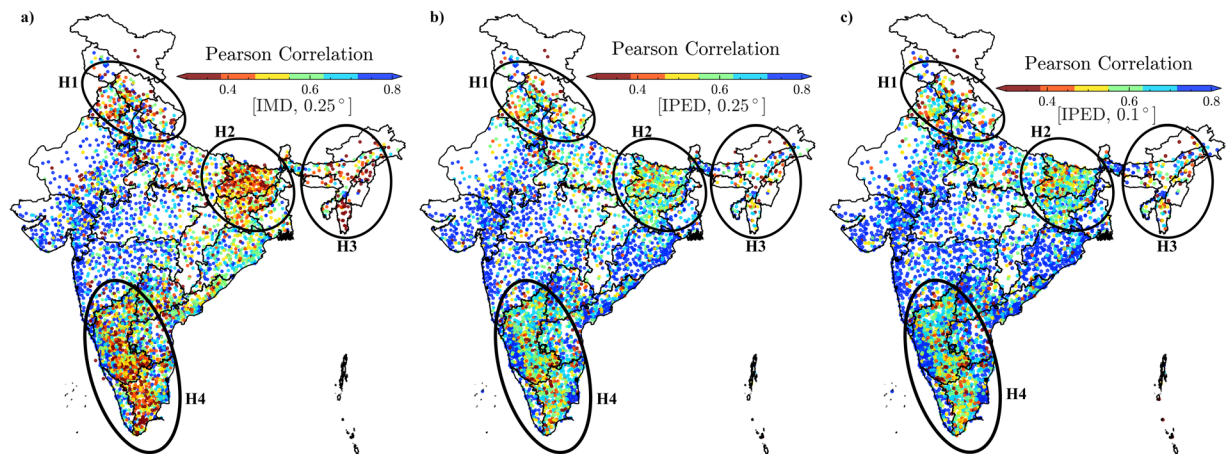 a)
Pearson Correlation
0.4 0.6 0.8
[IMD, 0.25°]
H1
H2
H3
H4
b)
Pearson Correlation
0.4 0.6 0.8
[IPED, 0.25°]
H1
H2
H3
H4
c)
Pearson Correlation
0.4 0.6 0.8
[IPED, 0.1°]
H1
H2
H3
H4